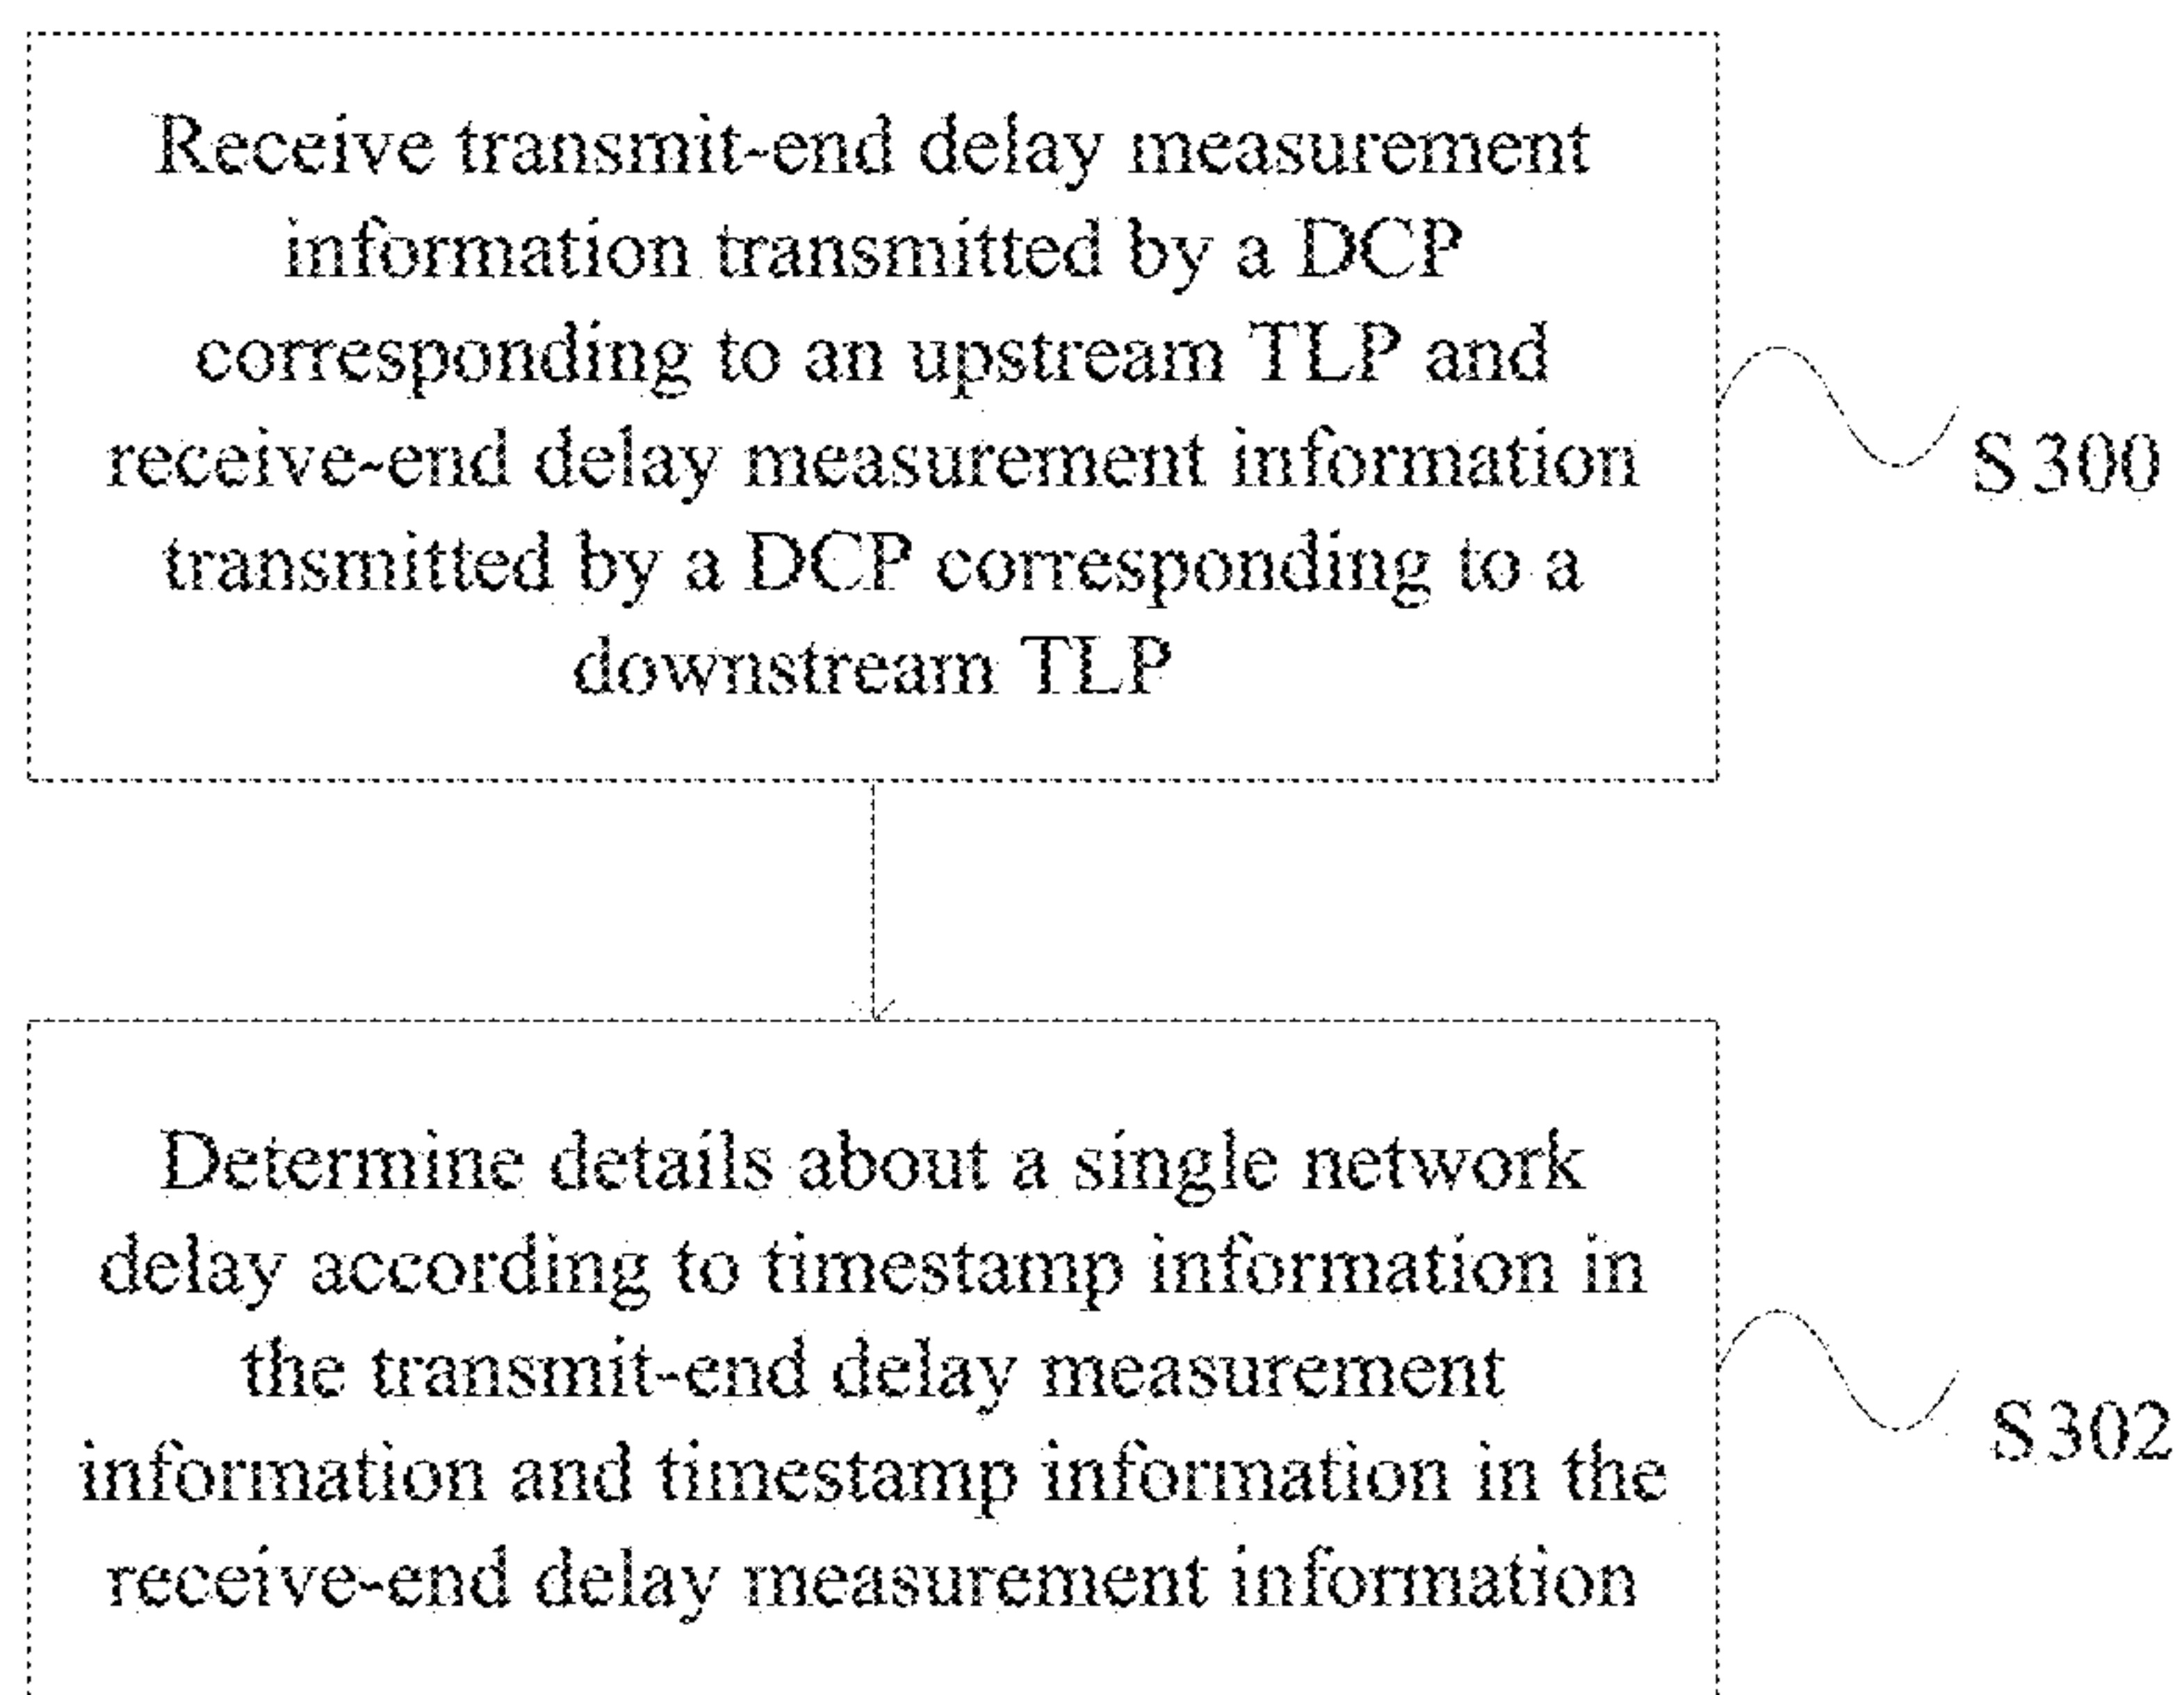 Receive transmit-end delay measurement
information transmitted by a DCP
corresponding to an upstream TLP and
receive-end delay measurement information
transmitted by a DCP corresponding to a
downstream TLP
S300
Determine details about a single network
delay according to timestamp information in
the transmit-end delay measurement
information and timestamp information in the
receive-end delay measurement information
S302